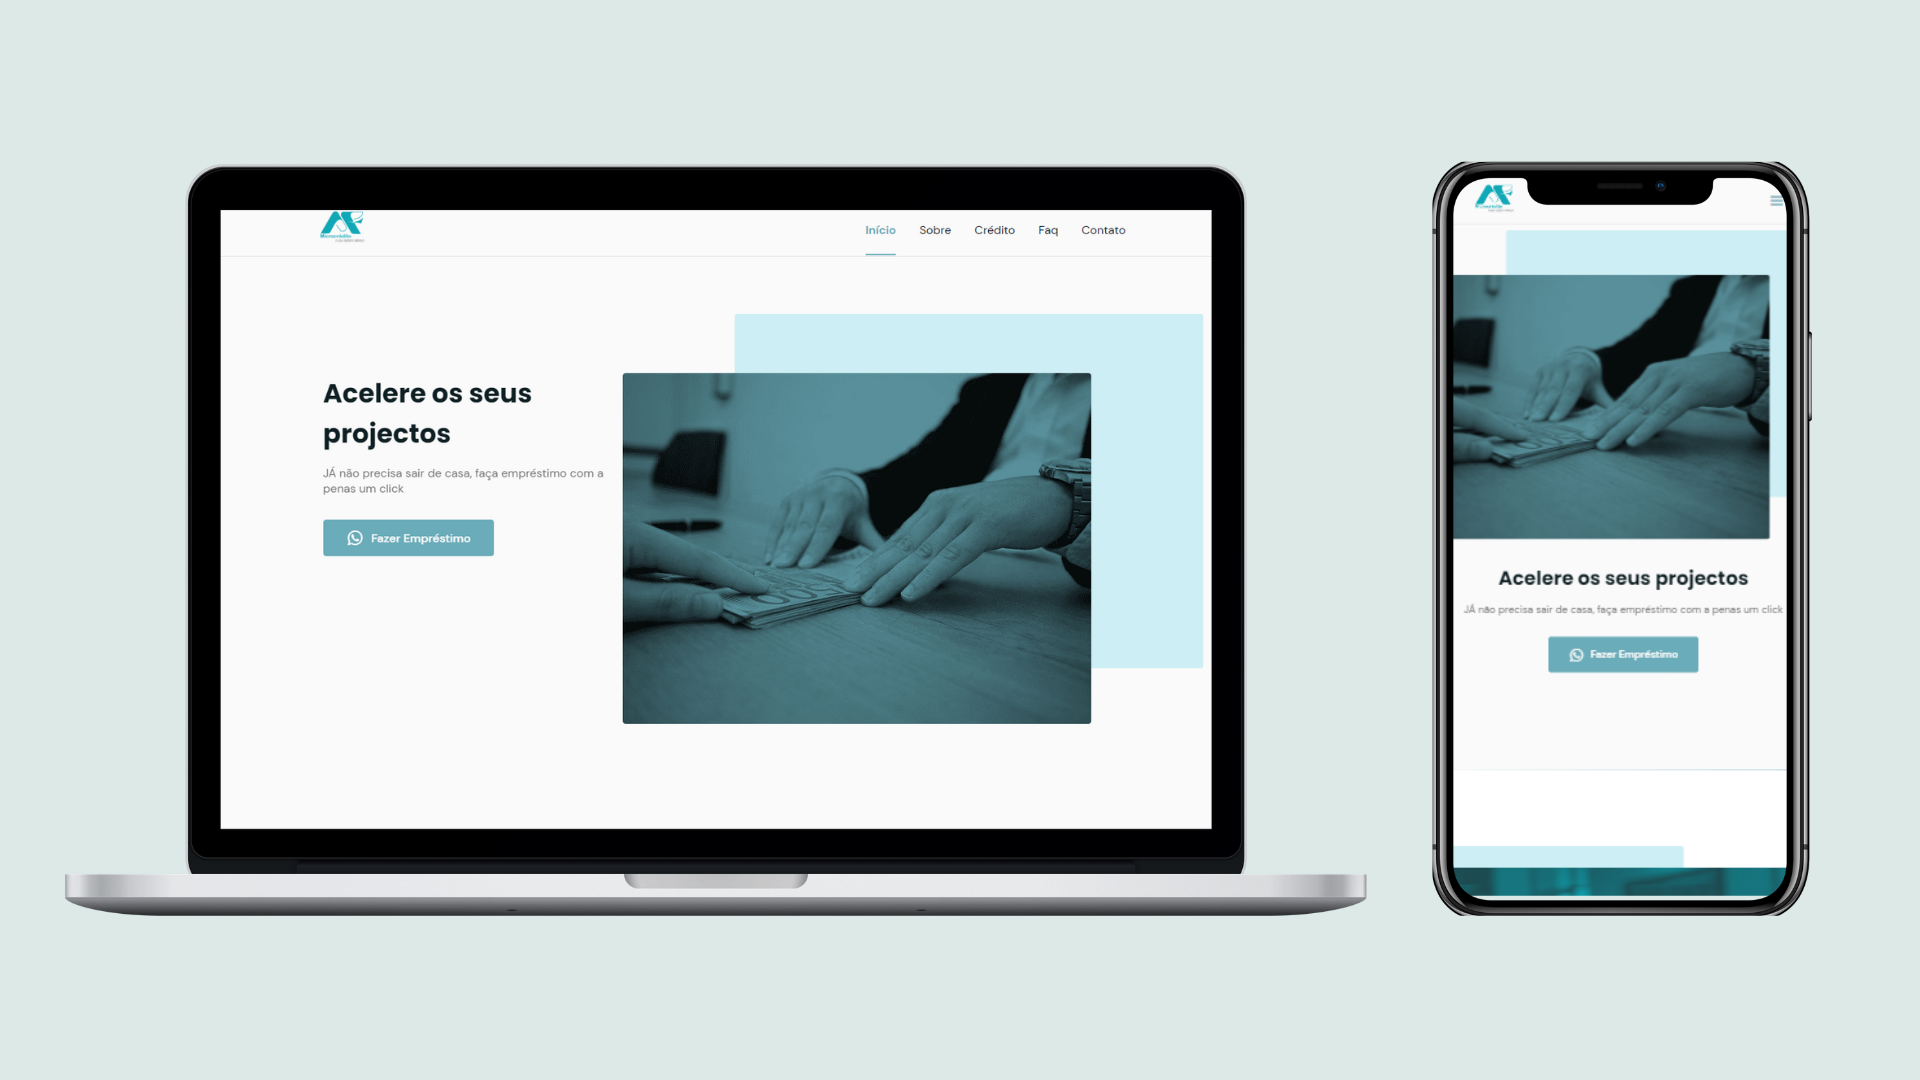 Início Sobre Crédito Faq Contato
Acelere os seus
projectos
JÁ não precisa sair de casa, faça empréstimo com a
penas um click
Fazer Empréstimo
Acelere os seus projectos
JÁ não precisa sair de casa, faça empréstimo com a penas um click
Fazer Empréstimo